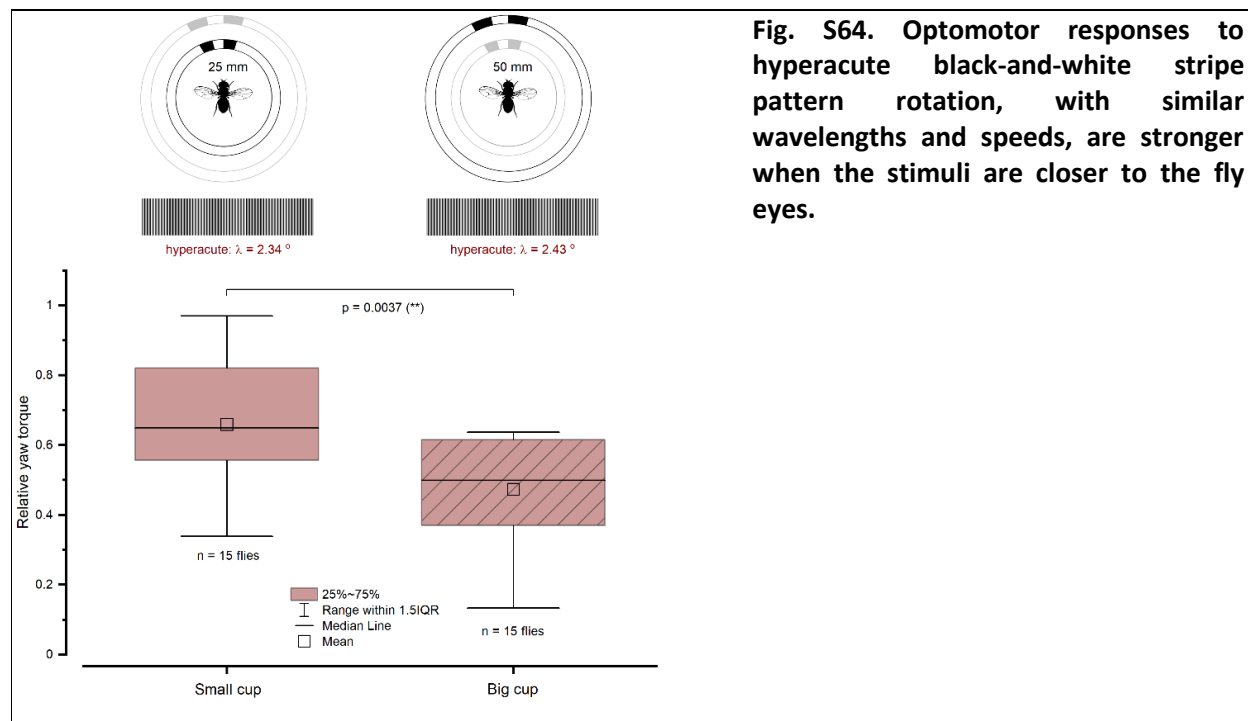 Fig. S64. Optomotor responses to
hyperacute black-and-white stripe
pattern rotation, with similar
wavelengths and speeds, are stronger
when the stimuli are closer to the fly
eyes.
25 mm
50 mm
hyperacute: λ = 2.34 º
hyperacute: λ = 2.43 º
p = 0.0037 (**)
Relative yaw torque
1
0.8
0.6
0.4
0.2
0
n = 15 flies
n = 15 flies
25%~75%
Range within 1.5IQR
Median Line
Mean
Small cup
Big cup